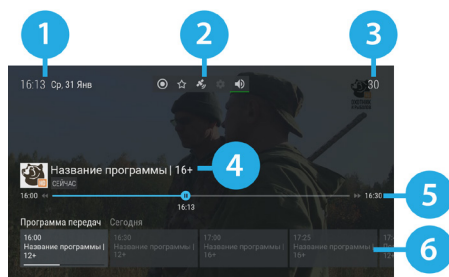 1
2
3
16:13 Ср, 31 Янв
30
Название программы | 16+
4
СЕЙЧАС
16:00
16:30
5
16:13
Программа передач Сегодня
16:00
Название программы |
12+
16:30
Название программы |
12+
17:00
Название программы |
16+
17:25
Название программы |
16+
6